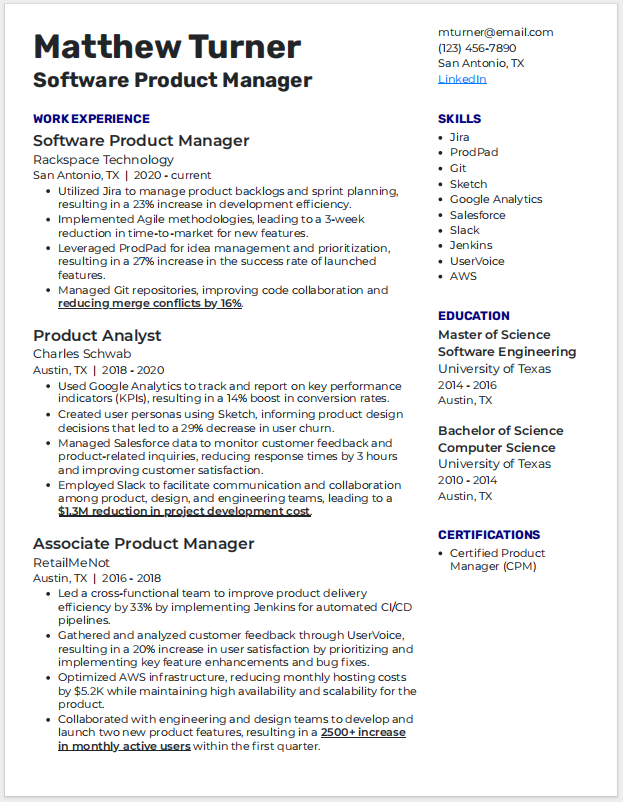 Matthew Turner
Software Product Manager
mturner@email.com
(123) 456-7890
San Antonio, TX
LinkedIn
WORK EXPERIENCE
Software Product Manager
Rackspace Technology
San Antonio, TX | 2020 - current
• Utilized Jira to manage product backlogs and sprint planning,
resulting in a 23% increase in development efficiency.
• Implemented Agile methodologies, leading to a 3-week
reduction in time-to-market for new features.
• Leveraged ProdPad for idea management and prioritization,
resulting in a 27% increase in the success rate of launched
features.
• Managed Git repositories, improving code collaboration and
reducing merge conflicts by 16%.
Product Analyst
Charles Schwab
Austin, TX | 2018 - 2020
• Used Google Analytics to track and report on key performance
indicators (KPIs), resulting in a 14% boost in conversion rates.
• Created user personas using Sketch, informing product design
decisions that led to a 29% decrease in user churn.
• Managed Salesforce data to monitor customer feedback and
product-related inquiries, reducing response times by 3 hours
and improving customer satisfaction.
• Employed Slack to facilitate communication and collaboration
among product, design, and engineering teams, leading to a
$1.3M reduction in project development cost.
Associate Product Manager
RetailMeNot
Austin, TX | 2016 - 2018
• Led a cross-functional team to improve product delivery
efficiency by 33% by implementing Jenkins for automated CI/CD
pipelines.
• Gathered and analyzed customer feedback through UserVoice,
resulting in a 20% increase in user satisfaction by prioritizing and
implementing key feature enhancements and bug fixes.
• Optimized AWS infrastructure, reducing monthly hosting costs
by $5.2K while maintaining high availability and scalability for the
product.
• Collaborated with engineering and design teams to develop and
launch two new product features, resulting in a 2500+ increase
in monthly active users within the first quarter.
SKILLS
• Jira
• ProdPad
• Git
• Sketch
• Google Analytics
• Salesforce
• Slack
• Jenkins
• UserVoice
• AWS
EDUCATION
Master of Science
Software Engineering
University of Texas
2014 - 2016
Austin, TX
Bachelor of Science
Computer Science
University of Texas
2010 - 2014
Austin, TX
CERTIFICATIONS
• Certified Product
Manager (CPM)